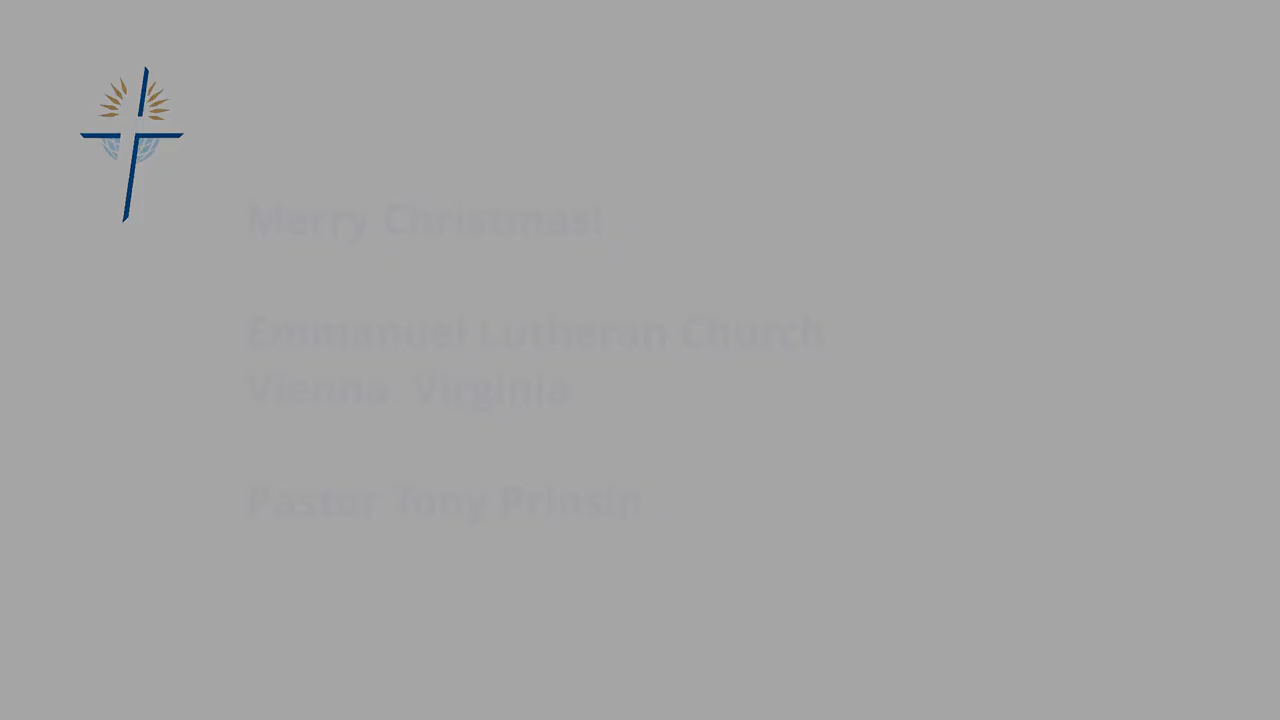 Merry Christmas!
Emmanuel Lutheran Church
Vienna, Virginia
Pastor Tony Prinsin